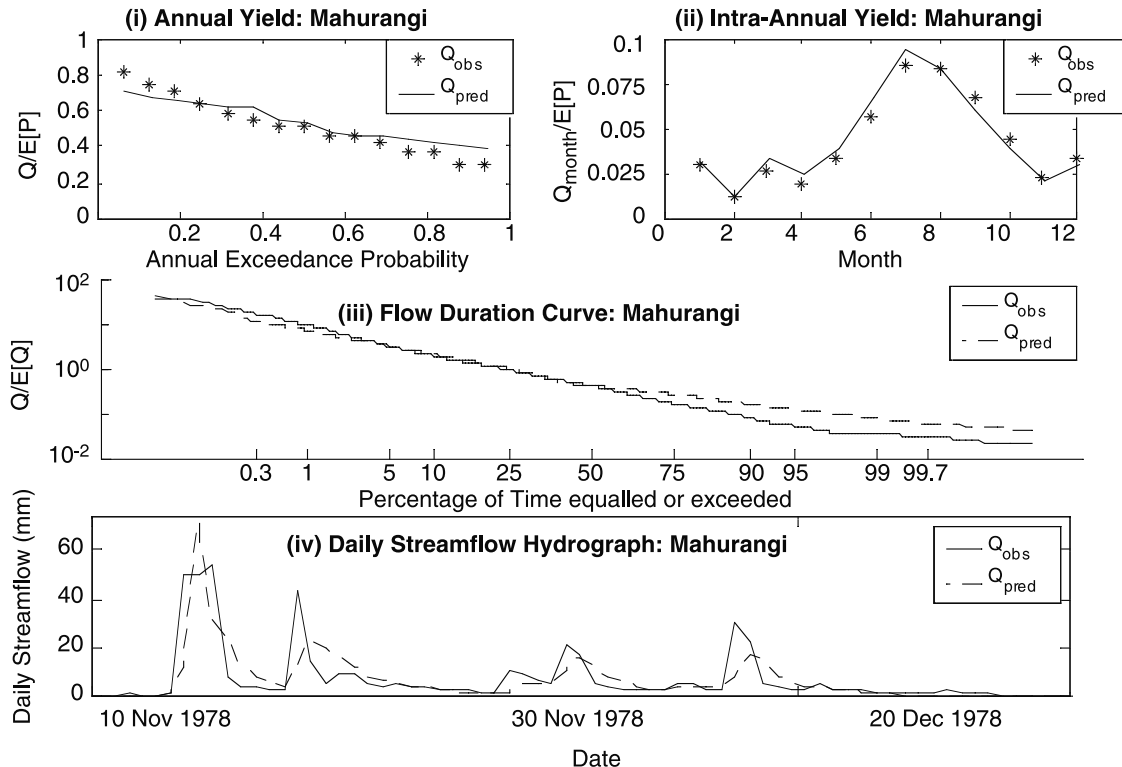 (i) Annual Yield: Mahurangi
1
0.8
0.6
0.4
0.2
0
Q/E[P]
Q_obs
Q_pred
0.2
0.4
0.6
0.8
1
Annual Exceedance Probability
(ii) Intra-Annual Yield: Mahurangi
0.1
0.075
0.05
0.025
0
Q_month/E[P]
Q_obs
Q_pred
0
2
4
6
8
10
12
Month
(iii) Flow Duration Curve: Mahurangi
10^2
10^0
10^-2
Q/E[Q]
Q_obs
Q_pred
0.3
1
5
10
25
50
75
90
95
99
99.7
Percentage of Time equalled or exceeded
(iv) Daily Streamflow Hydrograph: Mahurangi
60
40
20
0
Daily Streamflow (mm)
Q_obs
Q_pred
10 Nov 1978
30 Nov 1978
20 Dec 1978
Date